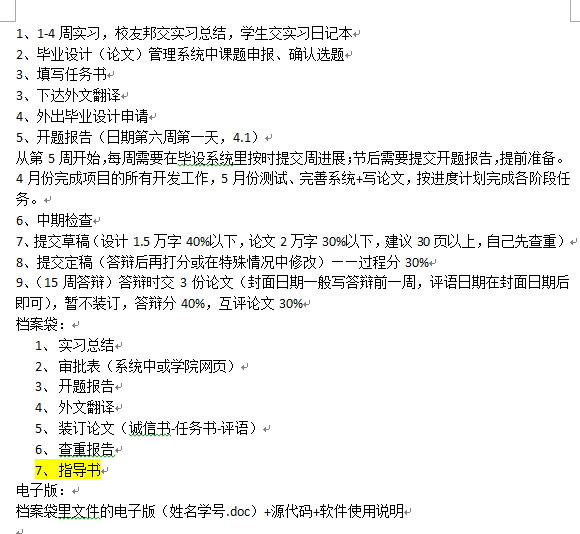 1、1-4 周实习，校友邦交实习总结，学生交实习日记本
2、毕业设计（论文）管理系统中课题申报、确认选题
3、填写任务书
3、下达外文翻译
4、外出毕业设计申请
5、开题报告（日期第六周第一天，4.1）
从第 5 周开始，每周需要在毕设系统里按时提交周进展；节后需要提交开题报告，提前准备。
4 月份完成项目的所有开发工作，5 月份测试、完善系统+写论文，按进度计划完成各阶段任
务。
6、中期检查
7、提交草稿（设计 1.5 万字 40%以下，论文 2 万字 30%以下，建议 30 页以上，自己先查重）
8、提交定稿（答辩后再打分或在特殊情况中修改）——过程分 30%
9、（15 周答辩）答辩时交 3 份论文（封面日期一般写答辩前一周，评语日期在封面日期后
即可），暂不装订，答辩分 40%，互评论文 30%
档案袋：
1、 实习总结
2、 审批表（系统中或学院网页）
3、 开题报告
4、 外文翻译
5、 装订论文（诚信书-任务书-评语）
6、 查重报告
7、 指导书
电子版：
档案袋里文件的电子版（姓名学号.doc）+源代码+软件使用说明